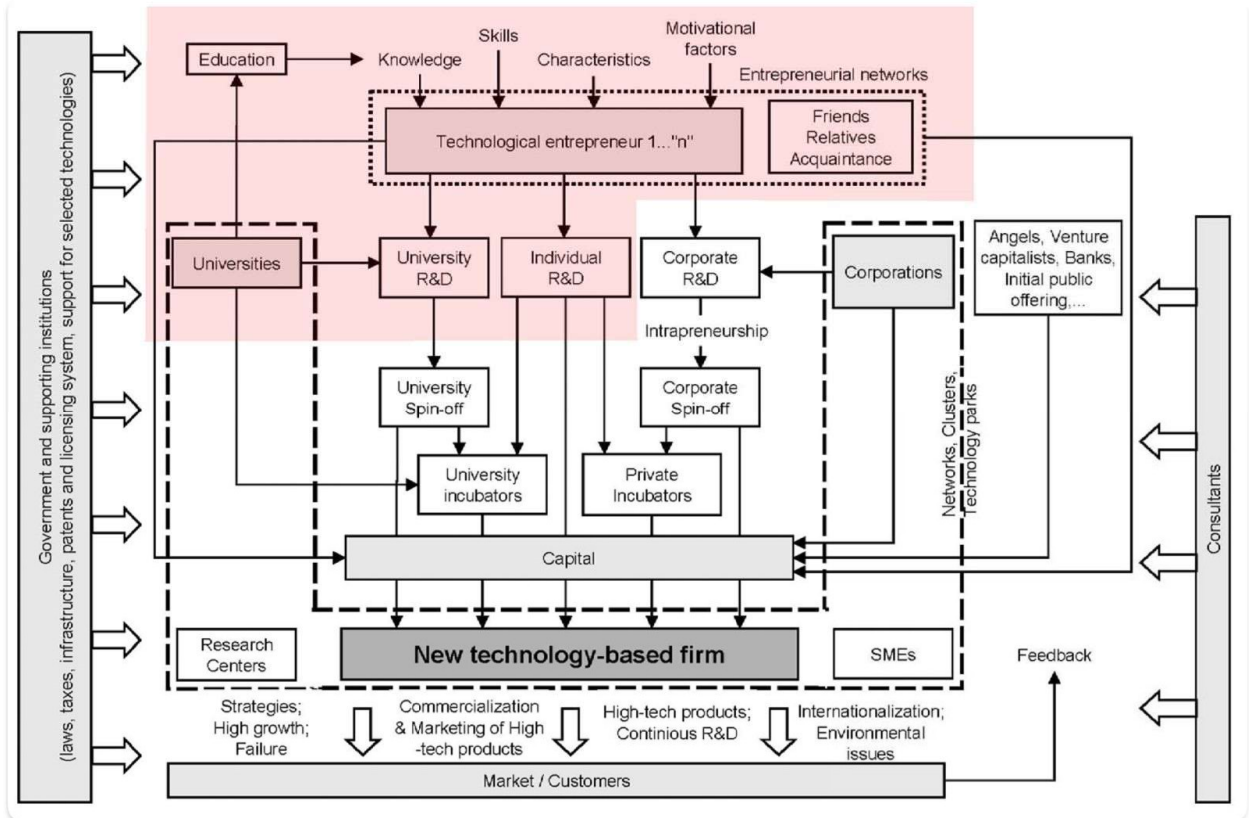 Government and supporting institutions
(laws, taxes, infrastructure, patents and licensing system, support for selected technologies)
Education
Knowledge
Skills
Characteristics
Motivational
factors
Entrepreneurial networks
Technological entrepreneur 1..."n"
Friends
Relatives
Acquaintance
Universities
University
R&D
Individual
R&D
Corporate
R&D
Corporations
Angels, Venture
capitalists, Banks,
Initial public
offering,...
Intrapreneurship
University
Spin-off
Corporate
Spin-off
Networks, Clusters,
Technology parks
University
incubators
Private
Incubators
Capital
Consultants
Research
Centers
New technology-based firm
SMEs
Feedback
Strategies;
High growth;
Failure
Commercialization
& Marketing of High
-tech products
High-tech products;
Continious R&D
Internationalization;
Environmental
issues
Market / Customers